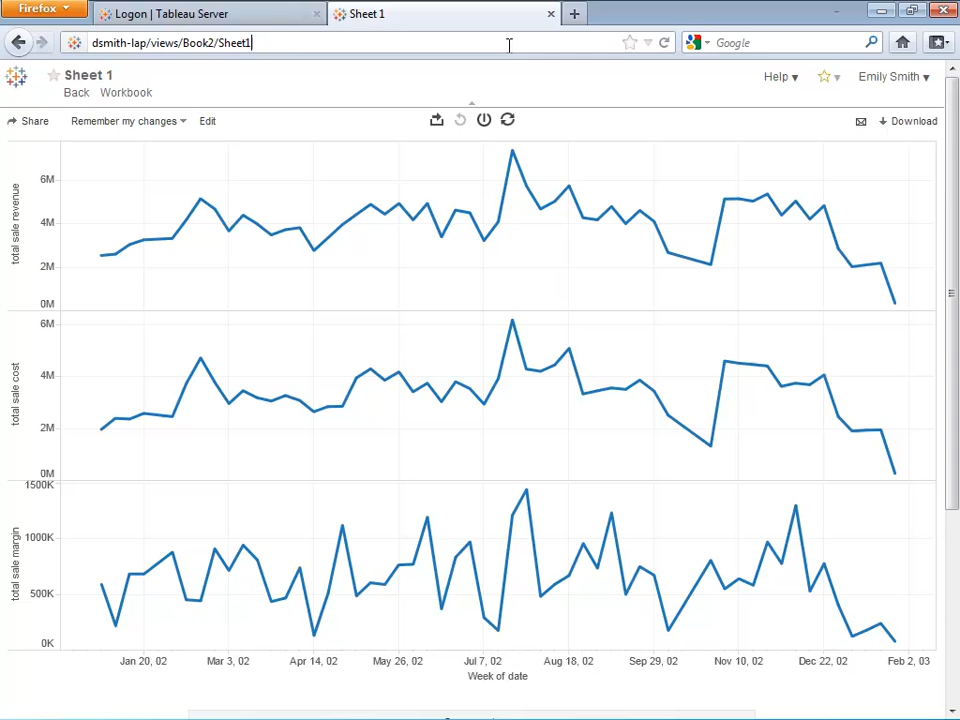 Firefox
Logon | Tableau Server
Sheet 1
dsmith-lap/views/Book2/Sheet1
Google
Sheet 1
Back Workbook
Help
Emily Smith
Share
Remember my changes
Edit
Download
total sale revenue
6M
4M
2M
0M
total sale cost
6M
4M
2M
0M
total sale margin
1500K
1000K
500K
0K
Jan 20, 02 Mar 3, 02 Apr 14, 02 May 26, 02 Jul 7, 02 Aug 18, 02 Sep 29, 02 Nov 10, 02 Dec 22, 02 Feb 2, 03
Week of date